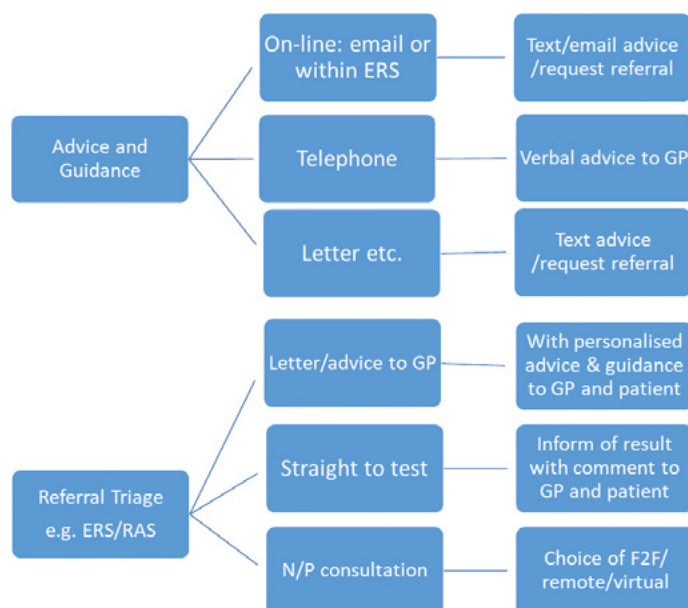 On-line: email or
within ERS
Text/email advice
/request referral
Advice and
Guidance
Telephone
Verbal advice to GP
Letter etc.
Text advice
/request referral
Letter/advice to GP
With personalised
advice & guidance
to GP and patient
Referral Triage
e.g. ERS/RAS
Straight to test
Inform of result
with comment to
GP and patient
N/P consultation
Choice of F2F/
remote/virtual